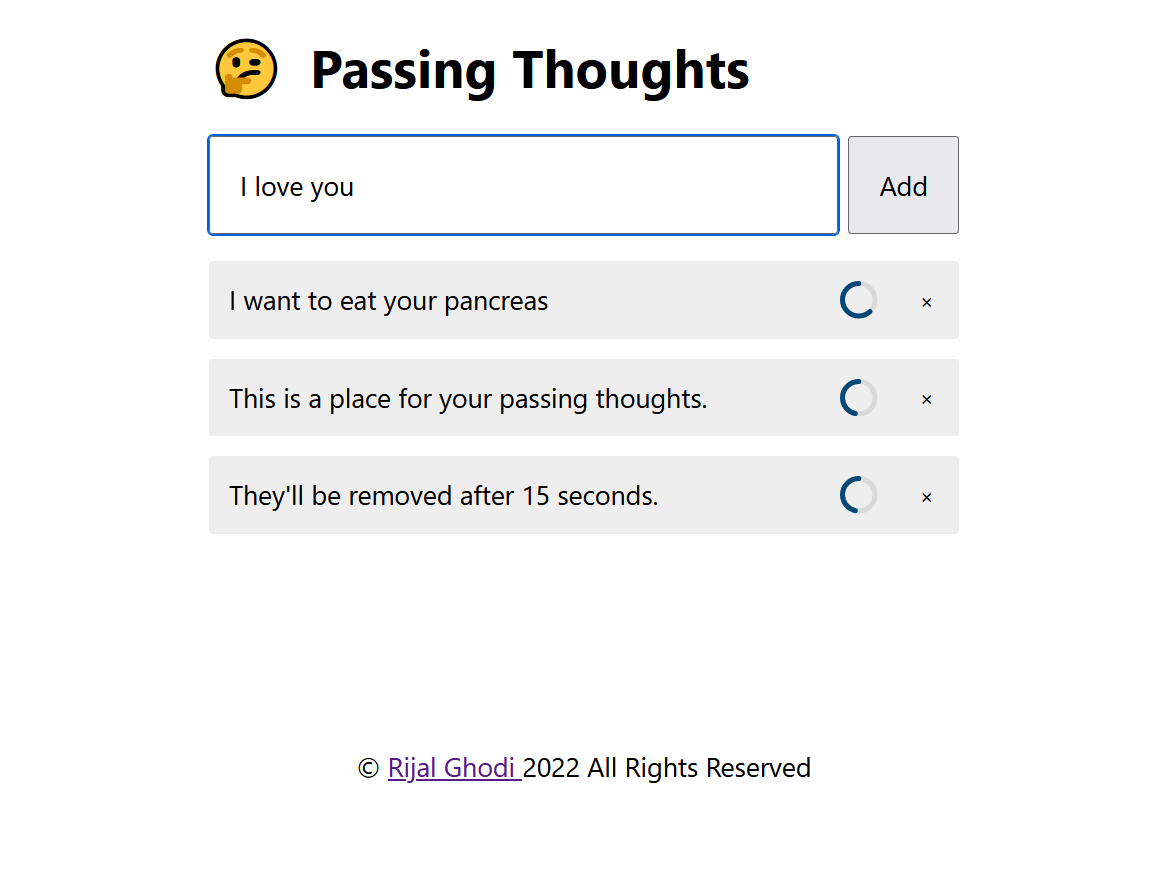 Passing Thoughts
I love you
Add
I want to eat your pancreas
×
This is a place for your passing thoughts.
×
They'll be removed after 15 seconds.
×
© Rijal Ghodi 2022 All Rights Reserved